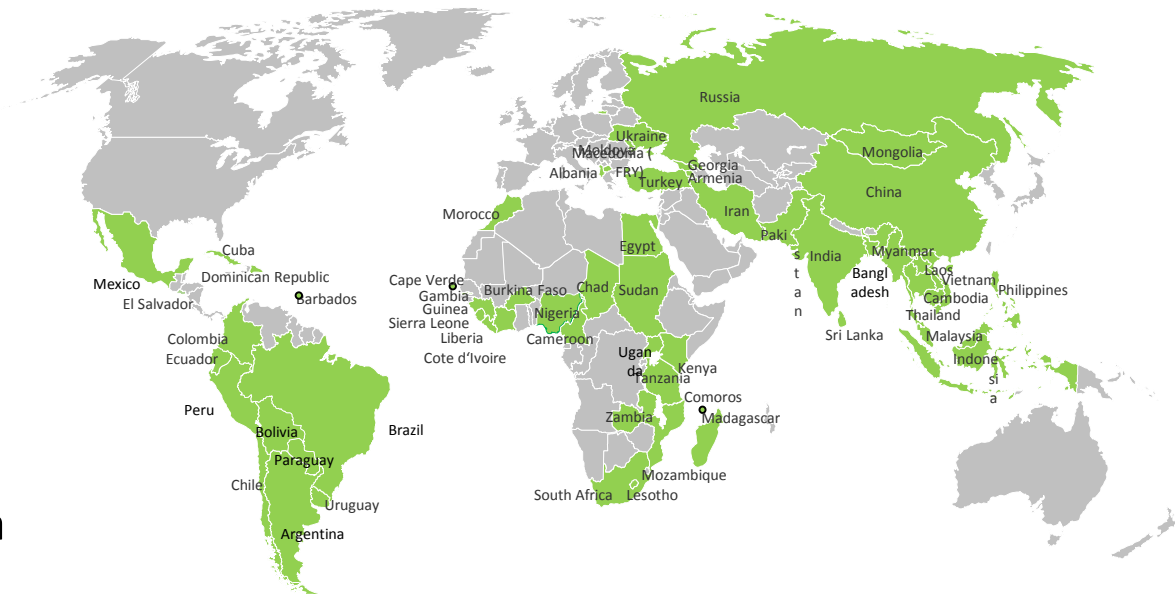 Russia
Ukraine
Moldova
Macedonia (
FRY)
Albania
Georgia
Armenia
Turkey
Mongolia
China
Iran
Morocco
Egypt
Paki
s
t
a
n
India
Myanmar
Bangl
adesh
Laos
Vietnam
Cambodia
Thailand
Philippines
Sri Lanka
Malaysia
Indone
si
a
Mexico
Cuba
Dominican Republic
El Salvador
Barbados
Cape Verde
Gambia
Guinea
Sierra Leone
Liberia
Cote d‘Ivoire
Burkina Faso
Chad
Sudan
Nigeria
Cameroon
Ugan
da
Kenya
Tanzania
Comoros
Zambia
Madagascar
Mozambique
South Africa
Lesotho
Colombia
Ecuador
Peru
Brazil
Bolivia
Paraguay
Chile
Uruguay
Argentina